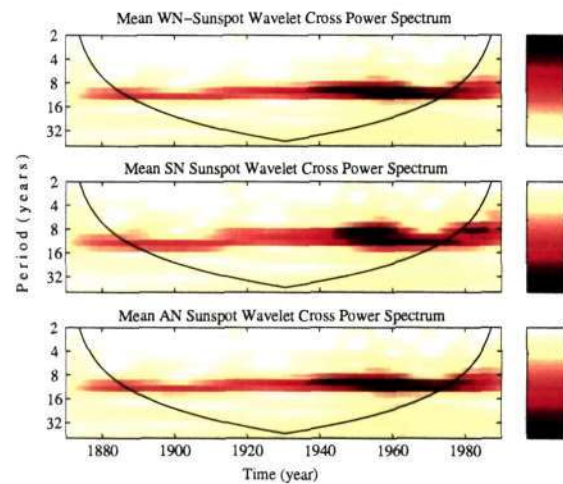 Mean WN-Sunspot Wavelet Cross Power Spectrum
2
4
8
16
32
Mean SN Sunspot Wavelet Cross Power Spectrum
2
4
8
16
32
Period (years)
Mean AN Sunspot Wavelet Cross Power Spectrum
2
4
8
16
32
1880 1900 1920 1940 1960 1980
Time (year)